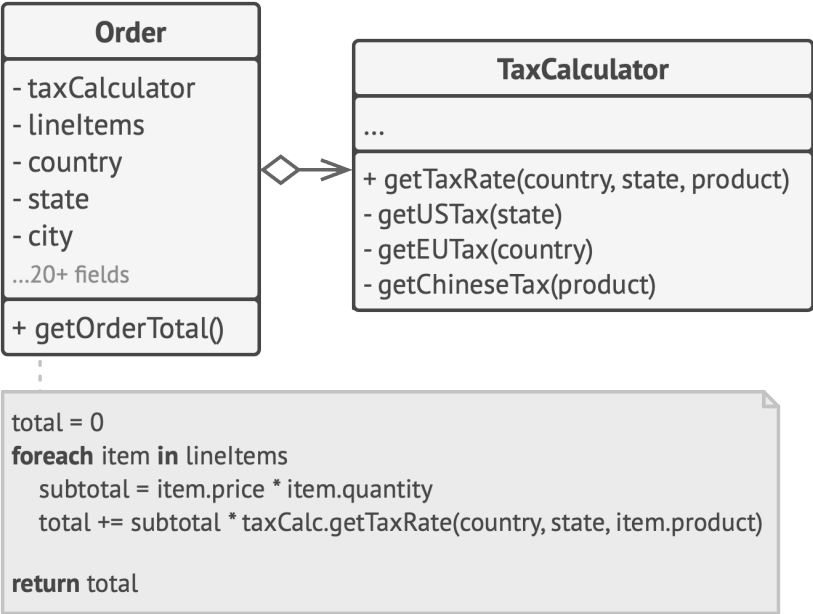 Order
- taxCalculator
- lineItems
- country
- state
- city
...20+ fields
+ getOrderTotal()
TaxCalculator
...
+ getTaxRate(country, state, product)
- getUSTax(state)
- getEUTax(country)
- getChineseTax(product)
total = 0
foreach item in lineItems
subtotal = item.price * item.quantity
total += subtotal * taxCalc.getTaxRate(country, state, item.product)
return total